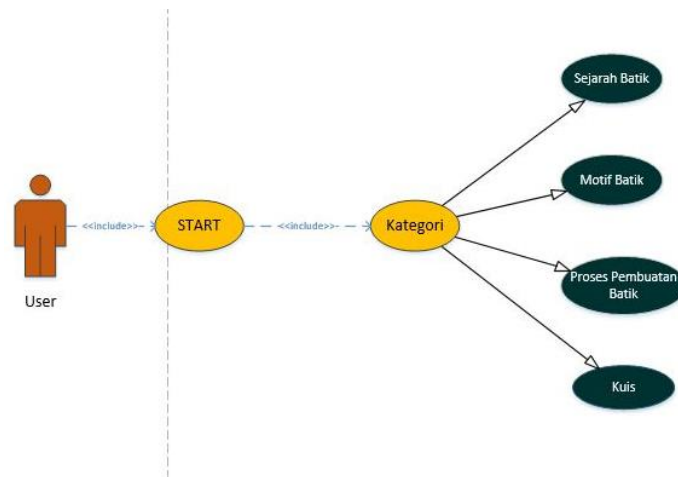 Sejarah Batik
Motif Batik
<<include>>
START
<<include>>
Kategori
Proses Pembuatan
Batik
User
Kuis